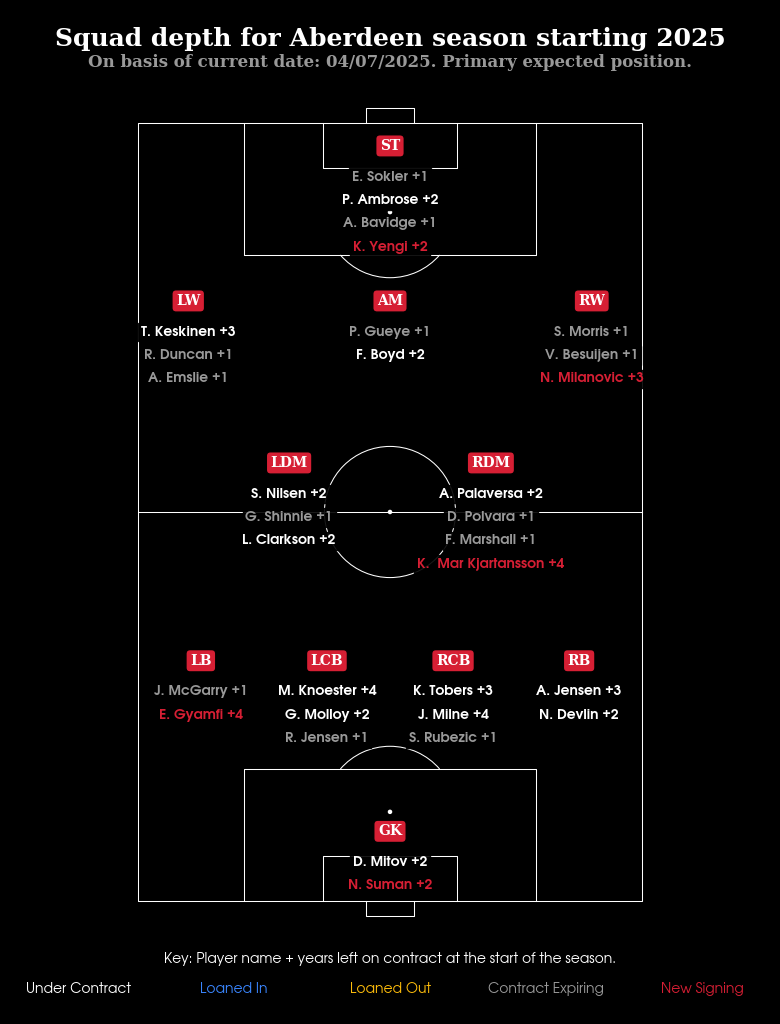 Squad depth for Aberdeen season starting 2025
On basis of current date: 04/07/2025. Primary expected position.
ST
E. Sokler +1
P. Ambrose +2
A. Bavidge +1
K. Yengi +2
LW
AM
RW
T. Keskinen +3
P. Gueye +1
S. Morris +1
R. Duncan +1
F. Boyd +2
V. Besuijen +1
A. Emslie +1
N. Milanovic +3
LDM
RDM
S. Nilsen +2
A. Palaversa +2
G. Shinnie +1
D. Polvara +1
L. Clarkson +2
F. Marshall +1
K.  Mar Kjartansson +4
LB
LCB
RCB
RB
J. McGarry +1
M. Knoester +4
K. Tobers +3
A. Jensen +3
E. Gyamfi +4
G. Molloy +2
J. Milne +4
N. Devlin +2
R. Jensen +1
S. Rubezic +1
GK
D. Mitov +2
N. Suman +2
Key: Player name + years left on contract at the start of the season.
Under Contract
Loaned In
Loaned Out
Contract Expiring
New Signing